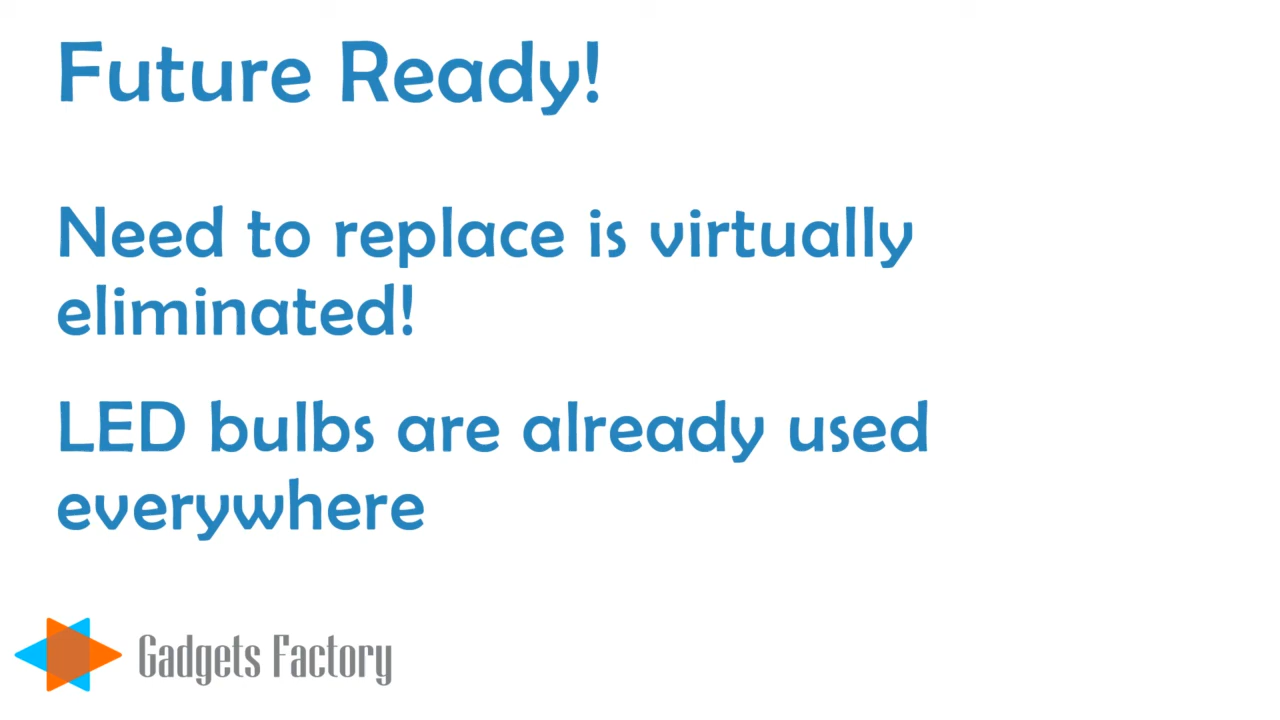 Future Ready!
Need to replace is virtually
eliminated!
LED bulbs are already used
everywhere
Gadgets Factory